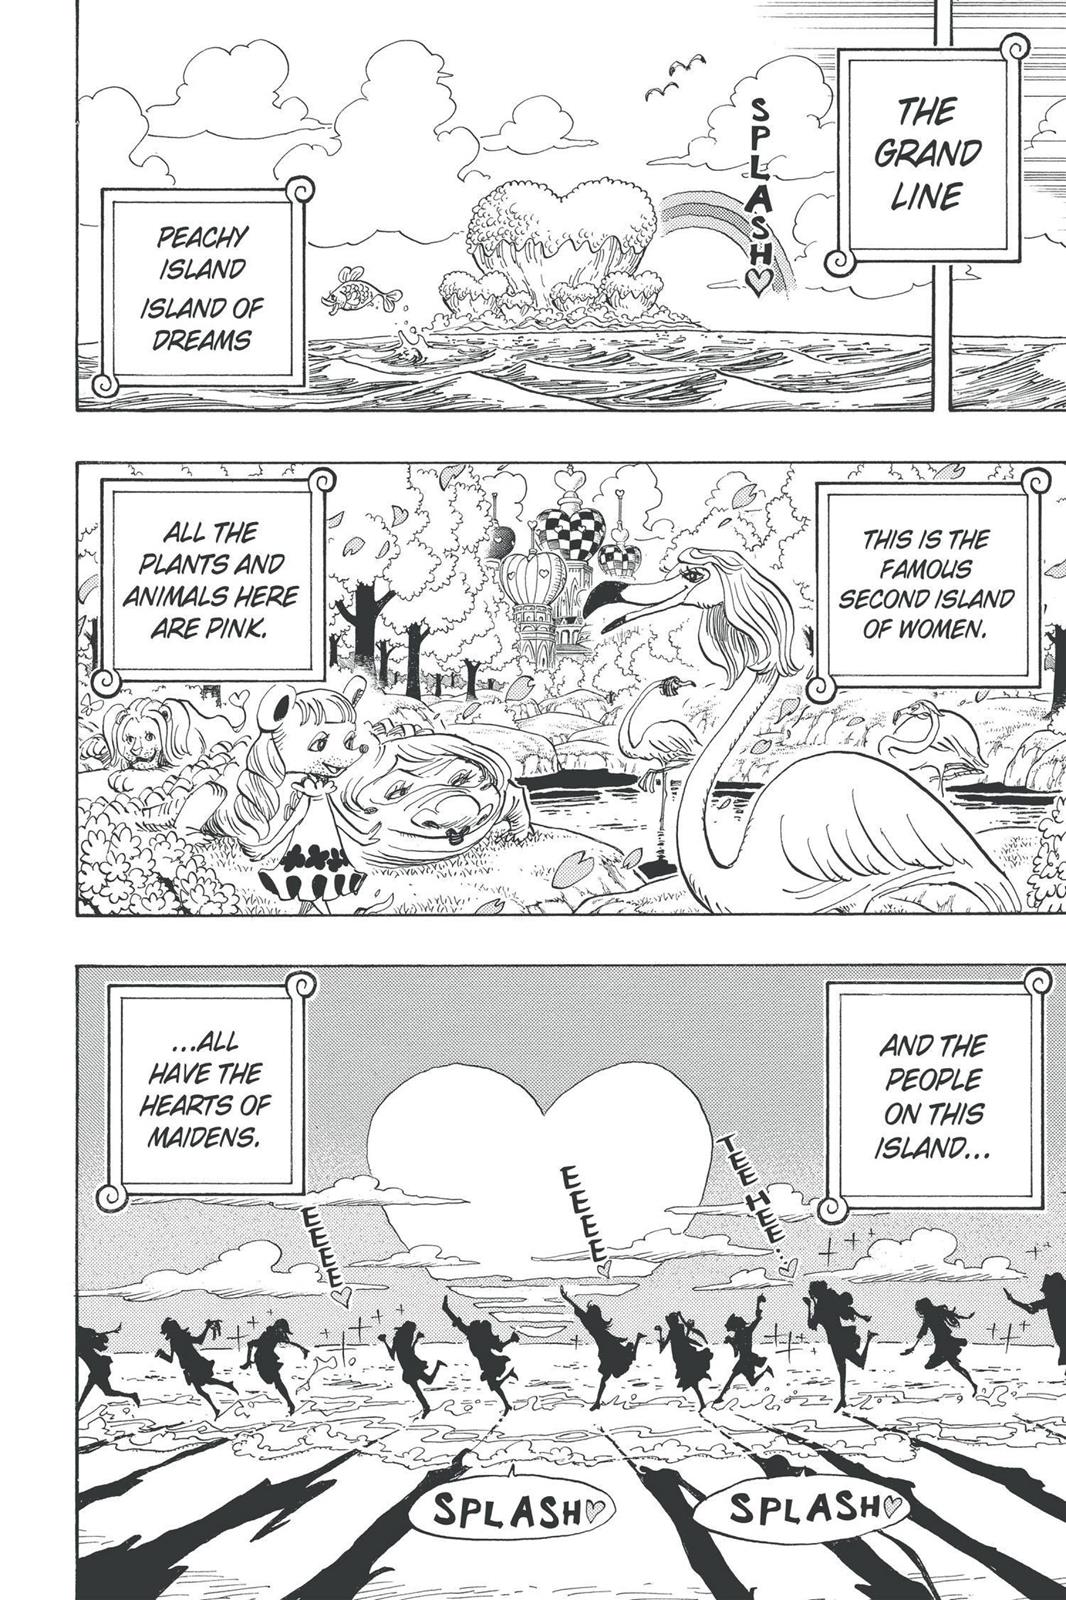 THE
GRAND
LINE
SPLASH♡
PEACHY
ISLAND
ISLAND OF
DREAMS
THIS IS THE
FAMOUS
SECOND ISLAND
OF WOMEN.
ALL THE
PLANTS AND
ANIMALS HERE
ARE PINK.
AND THE
PEOPLE
ON THIS
ISLAND...
...ALL
HAVE THE
HEARTS OF
MAIDENS.
TEE HEE...♡
EEEEE♡
EEEEE♡
SPLASH♡
SPLASH♡